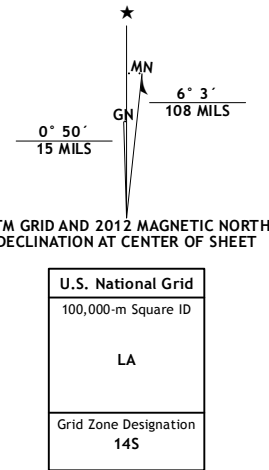 MN
GN
6° 3´
108 MILS
0° 50´
15 MILS
TM GRID AND 2012 MAGNETIC NORTH
DECLINATION AT CENTER OF SHEET
U.S. National Grid
100,000-m Square ID
LA
Grid Zone Designation
14S